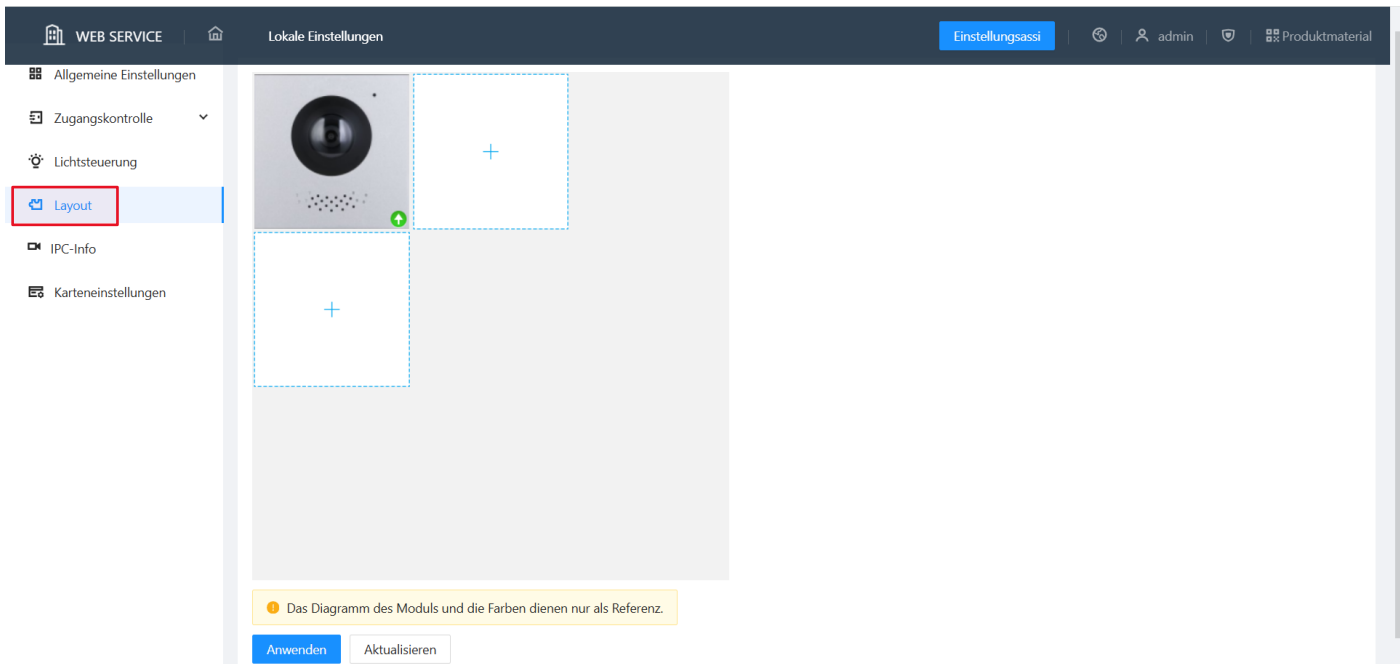 WEB SERVICE
Lokale Einstellungen
Einstellungsassi
admin
Produktmaterial
Allgemeine Einstellungen
Zugangskontrolle
Lichtsteuerung
Layout
IPC-Info
Karteneinstellungen
Das Diagramm des Moduls und die Farben dienen nur als Referenz.
Anwenden
Aktualisieren